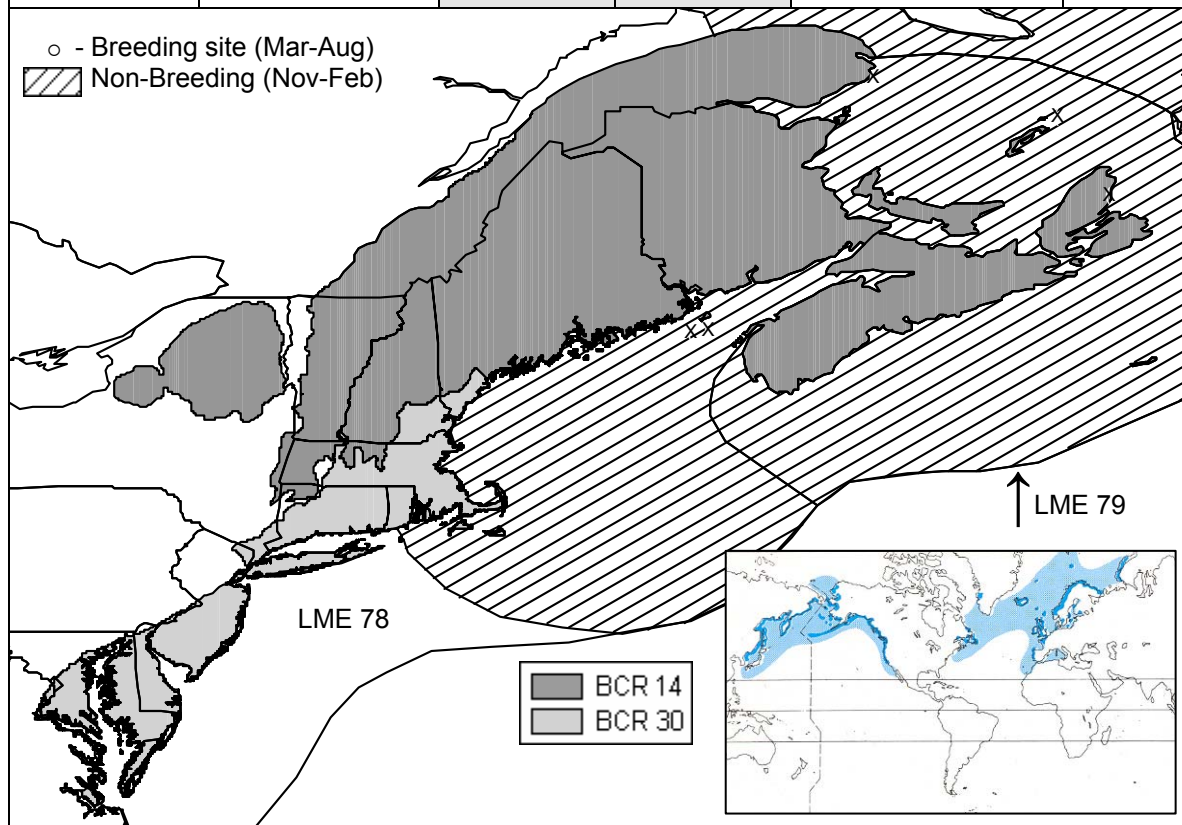 ○ - Breeding site (Mar-Aug)
Non-Breeding (Nov-Feb)
x
x
x
x x
LME 79
LME 78
BCR 14
BCR 30